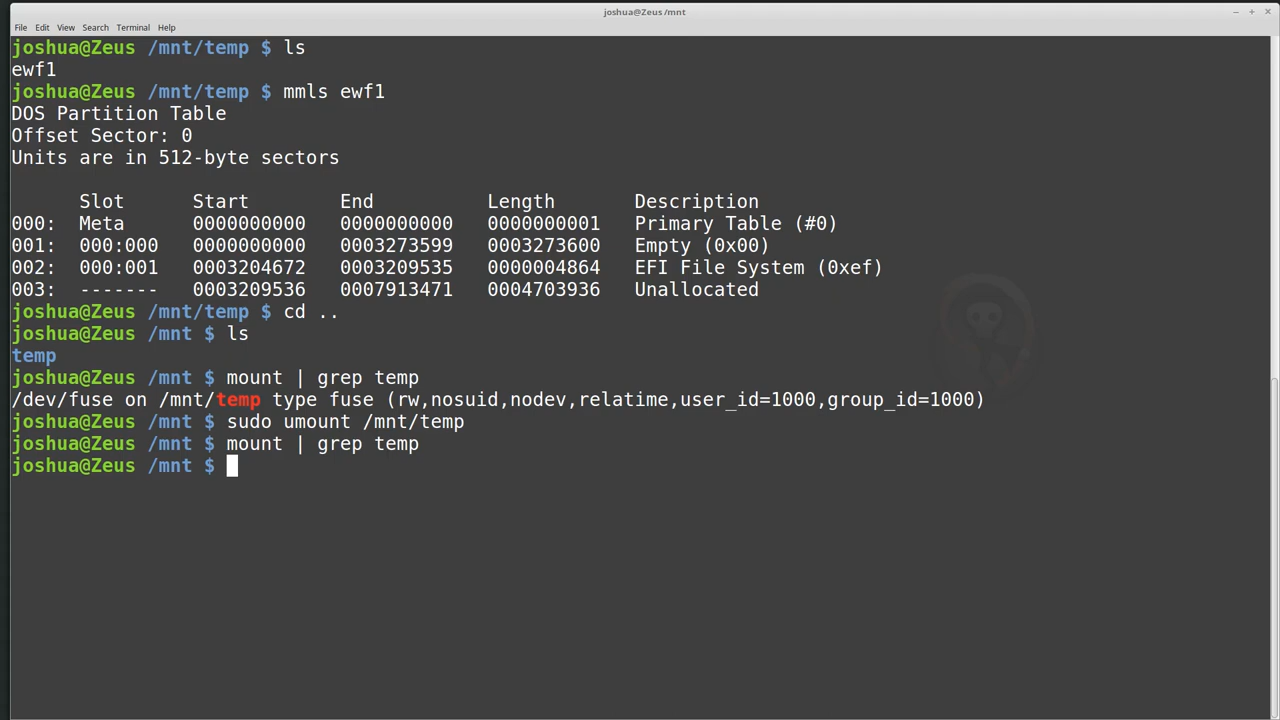 joshua@Zeus /mnt
File Edit View Search Terminal Help
joshua@Zeus /mnt/temp $ ls
ewf1
joshua@Zeus /mnt/temp $ mmls ewf1
DOS Partition Table
Offset Sector: 0
Units are in 512-byte sectors
Slot Start End Length Description
000: Meta 0000000000 0000000000 0000000001 Primary Table (#0)
001: 000:000 0000000000 0003273599 0003273600 Empty (0x00)
002: 000:001 0003204672 0003209535 0000004864 EFI File System (0xef)
003: ------- 0003209536 0007913471 0004703936 Unallocated
joshua@Zeus /mnt/temp $ cd ..
joshua@Zeus /mnt $ ls
temp
joshua@Zeus /mnt $ mount | grep temp
/dev/fuse on /mnt/temp type fuse (rw,nosuid,nodev,relatime,user_id=1000,group_id=1000)
joshua@Zeus /mnt $ sudo umount /mnt/temp
joshua@Zeus /mnt $ mount | grep temp
joshua@Zeus /mnt $